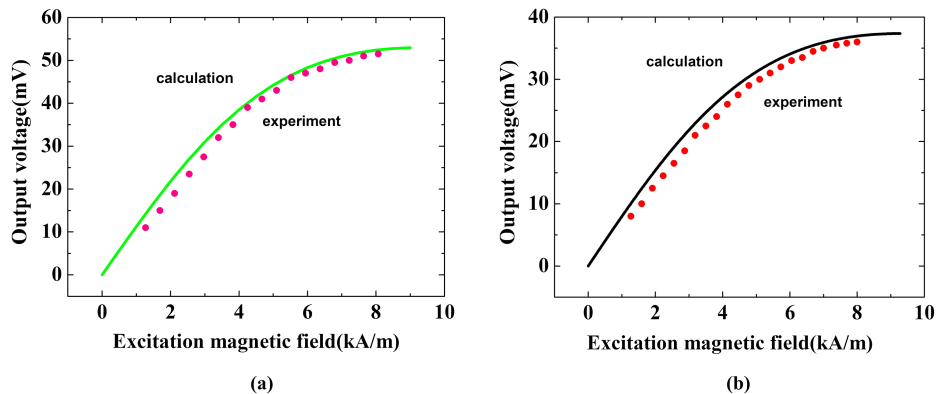 60
50
40
30
20
10
0
Output voltage(mV)
calculation
experiment
0 2 4 6 8 10
Excitation magnetic field(kA/m)
(a)
40
30
20
10
0
Output voltage(mV)
calculation
experiment
0 2 4 6 8 10
Excitation magnetic field(kA/m)
(b)